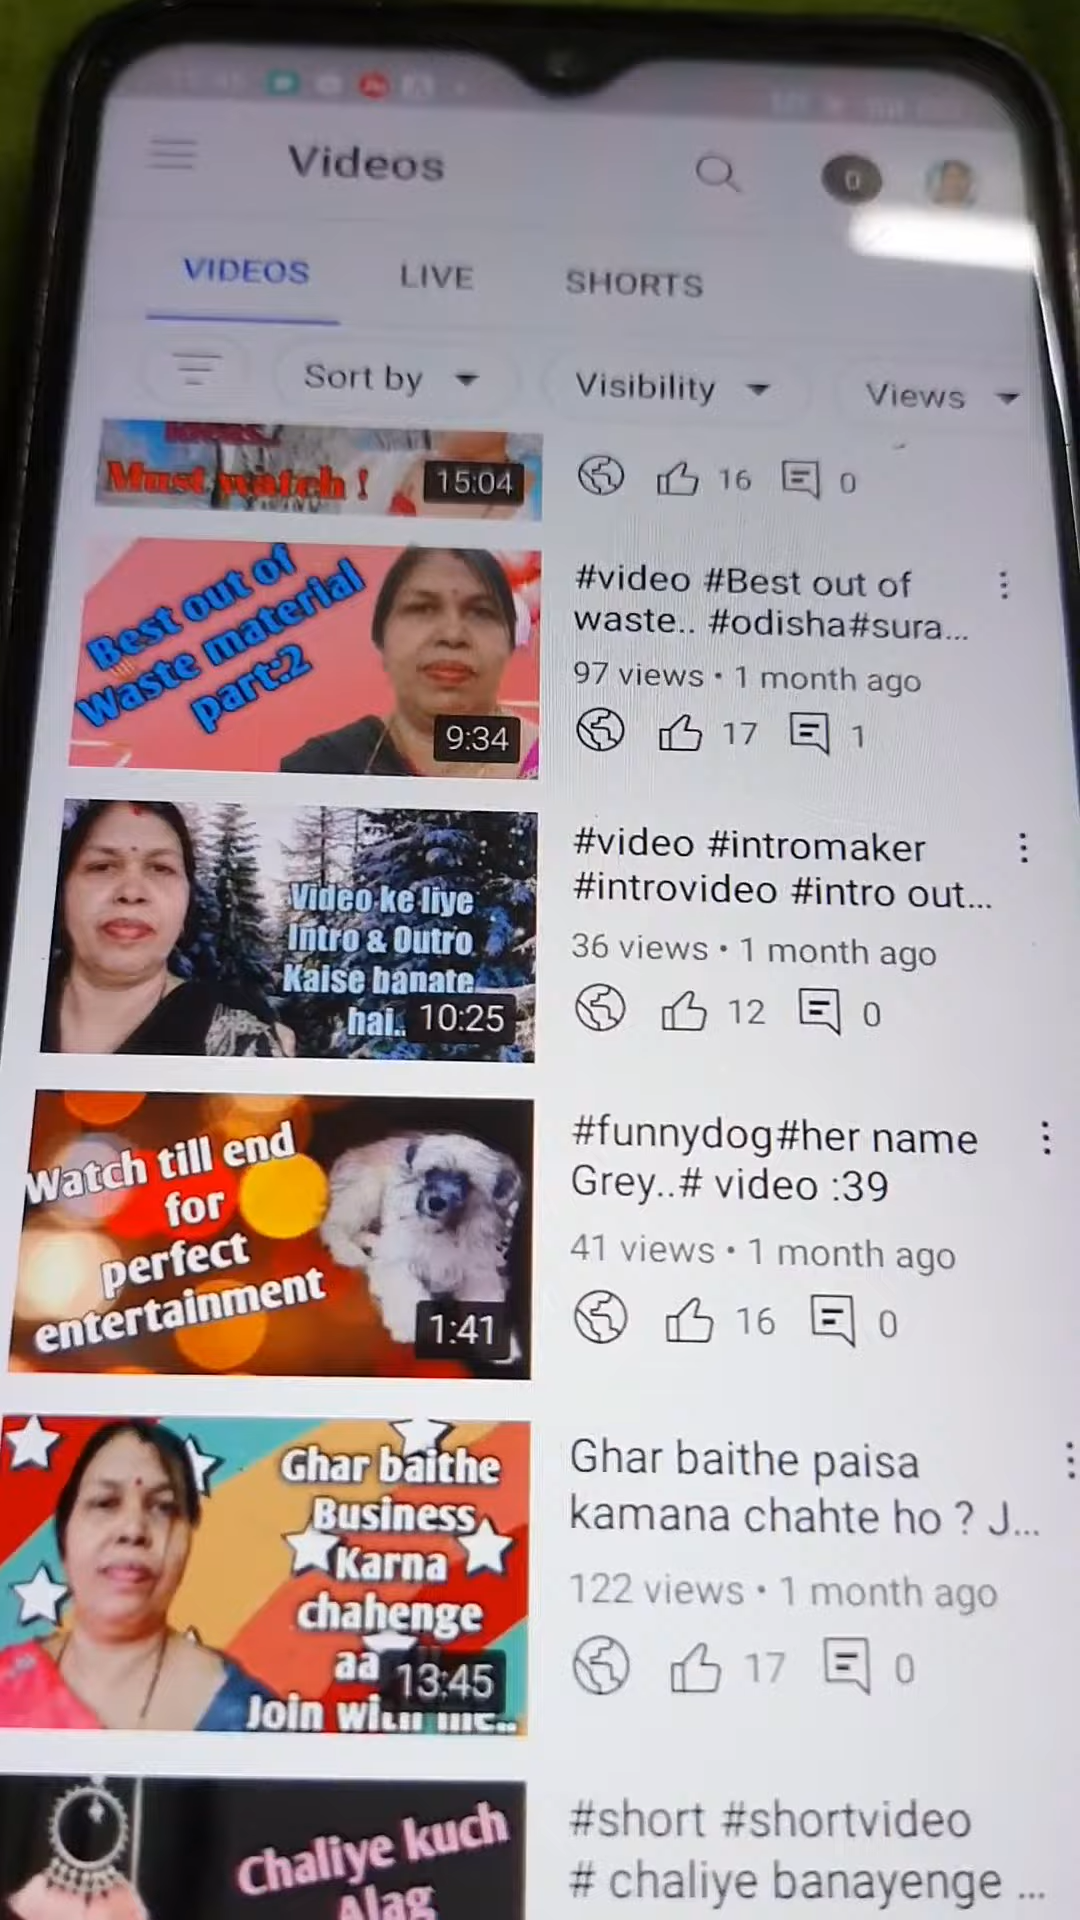 Videos
0
VIDEOS
LIVE
SHORTS
Sort by
Visibility
Views
Must watch !
15:04
16
0
Best out of
Waste material
part:2
9:34
#video #Best out of
waste.. #odisha#sura...
97 views • 1 month ago
17
1
Video ke liye
Intro & Outro
Kaise banate
hai..
10:25
#video #intromaker
#introvideo #intro out...
36 views • 1 month ago
12
0
Watch till end
for
perfect
entertainment
1:41
#funnydog#her name
Grey..# video :39
41 views • 1 month ago
16
0
Ghar baithe
Business
Karna
chahenge
aa
13:45
Join with me..
Ghar baithe paisa
kamana chahte ho ? J...
122 views • 1 month ago
17
0
Chaliye kuch
Alag
#short #shortvideo
# chaliye banayenge ...